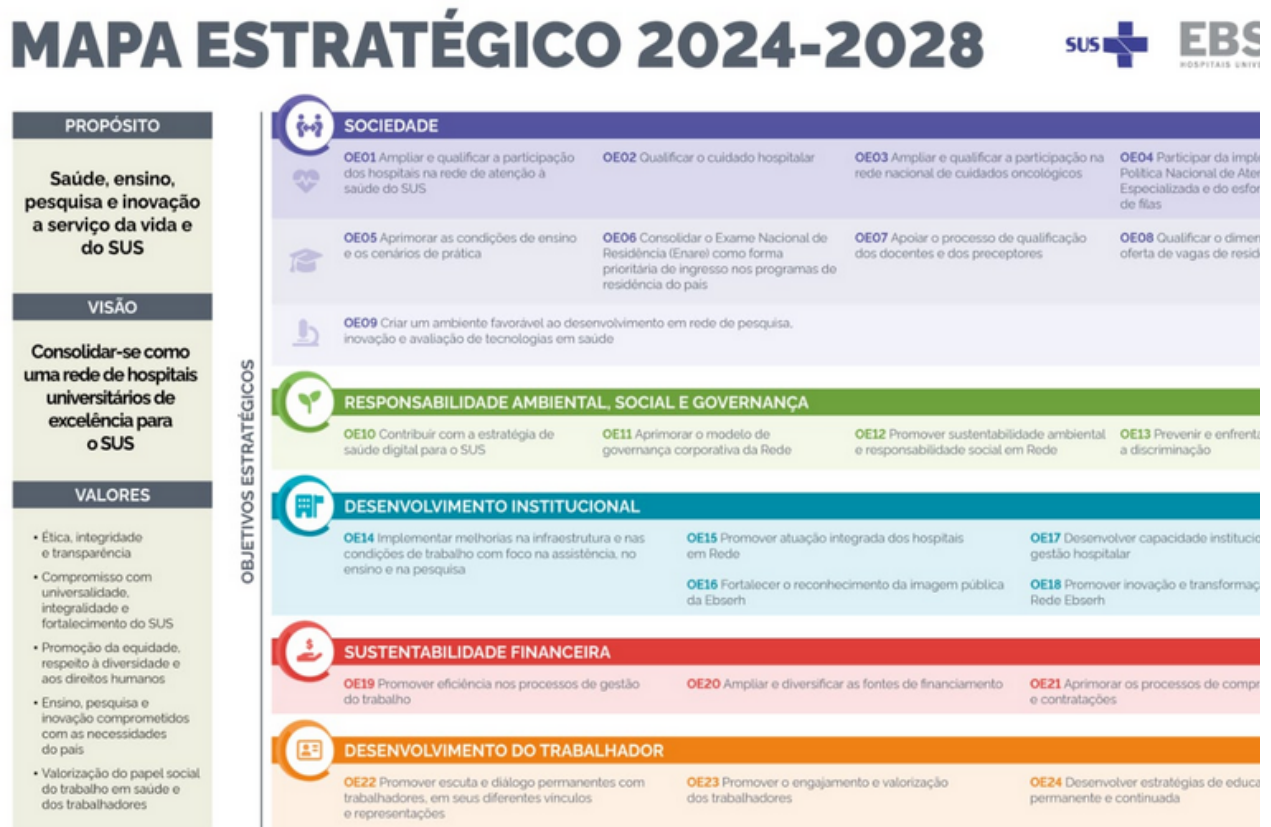 MAPA ESTRATÉGICO 2024-2028
SUS
PROPÓSITO
Saúde, ensino,
pesquisa e inovação
a serviço da vida e
do SUS
VISÃO
Consolidar-se como
uma rede de hospitais
universitários de
excelência para
o SUS
VALORES
• Ética, integridade
e transparência
• Compromisso com
universalidade,
integralidade e
fortalecimento do SUS
• Promoção da equidade,
respeito à diversidade e
aos direitos humanos
• Ensino, pesquisa e
inovação comprometidos
com as necessidades
do país
• Valorização do papel social
do trabalho em saúde e
dos trabalhadores
OBJETIVOS ESTRATÉGICOS
SOCIEDADE
OE01 Ampliar e qualificar a participação
dos hospitais na rede de atenção à
saúde do SUS
OE02 Qualificar o cuidado hospitalar
OE03 Ampliar e qualificar a participação na
rede nacional de cuidados oncológicos
OE04 Participar da
Política Nacional de
Especializada e do
de filas
OE05 Aprimorar as condições de ensino
e os cenários de prática
OE06 Consolidar o Exame Nacional de
Residência (Enare) como forma
prioritária de ingresso nos programas de
residência do país
OE07 Apoiar o processo de qualificação
dos docentes e dos preceptores
OE08 Qualificar o
oferta de vagas de
OE09 Criar um ambiente favorável ao desenvolvimento em rede de pesquisa,
inovação e avaliação de tecnologias em saúde
RESPONSABILIDADE AMBIENTAL, SOCIAL E GOVERNANÇA
OE10 Contribuir com a estratégia de
saúde digital para o SUS
OE11 Aprimorar o modelo de
governança corporativa da Rede
OE12 Promover sustentabilidade ambiental
e responsabilidade social em Rede
OE13 Prevenir e
a discriminação
DESENVOLVIMENTO INSTITUCIONAL
OE14 Implementar melhorias na infraestrutura e nas
condições de trabalho com foco na assistência, no
ensino e na pesquisa
OE15 Promover atuação integrada dos hospitais
em Rede
OE16 Fortalecer o reconhecimento da imagem pública
da Ebserh
OE17 Desenvolver capacidade
gestão hospitalar
OE18 Promover inovação e
Rede Ebserh
SUSTENTABILIDADE FINANCEIRA
OE19 Promover eficiência nos processos de gestão
do trabalho
OE20 Ampliar e diversificar as fontes de financiamento
OE21 Aprimorar os processos de
e contratações
DESENVOLVIMENTO DO TRABALHADOR
OE22 Promover escuta e diálogo permanentes com
trabalhadores, em seus diferentes vínculos
e representações
OE23 Promover o engajamento e valorização
dos trabalhadores
OE24 Desenvolver estratégias de
permanente e continuada